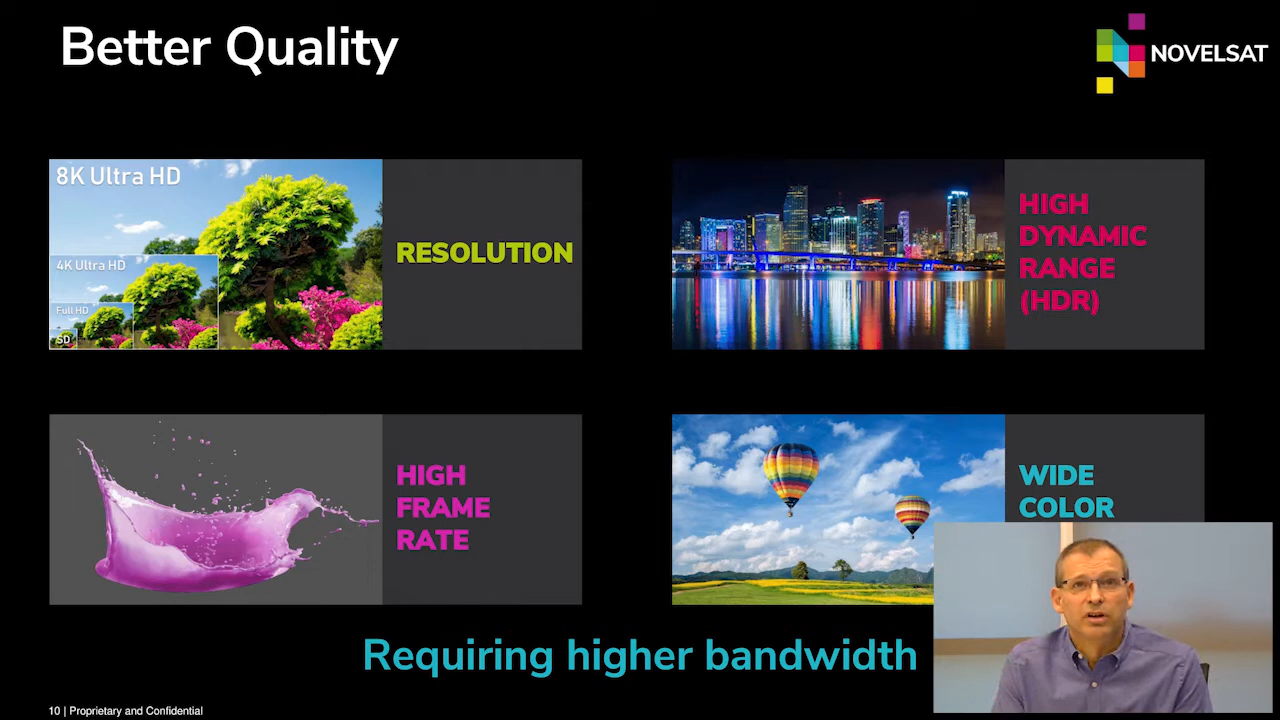 Better Quality
NOVELSAT
8K Ultra HD
4K Ultra HD
Full HD
SD
RESOLUTION
HIGH
DYNAMIC
RANGE
(HDR)
HIGH
FRAME
RATE
WIDE
COLOR
Requiring higher bandwidth
10 | Proprietary and Confidential